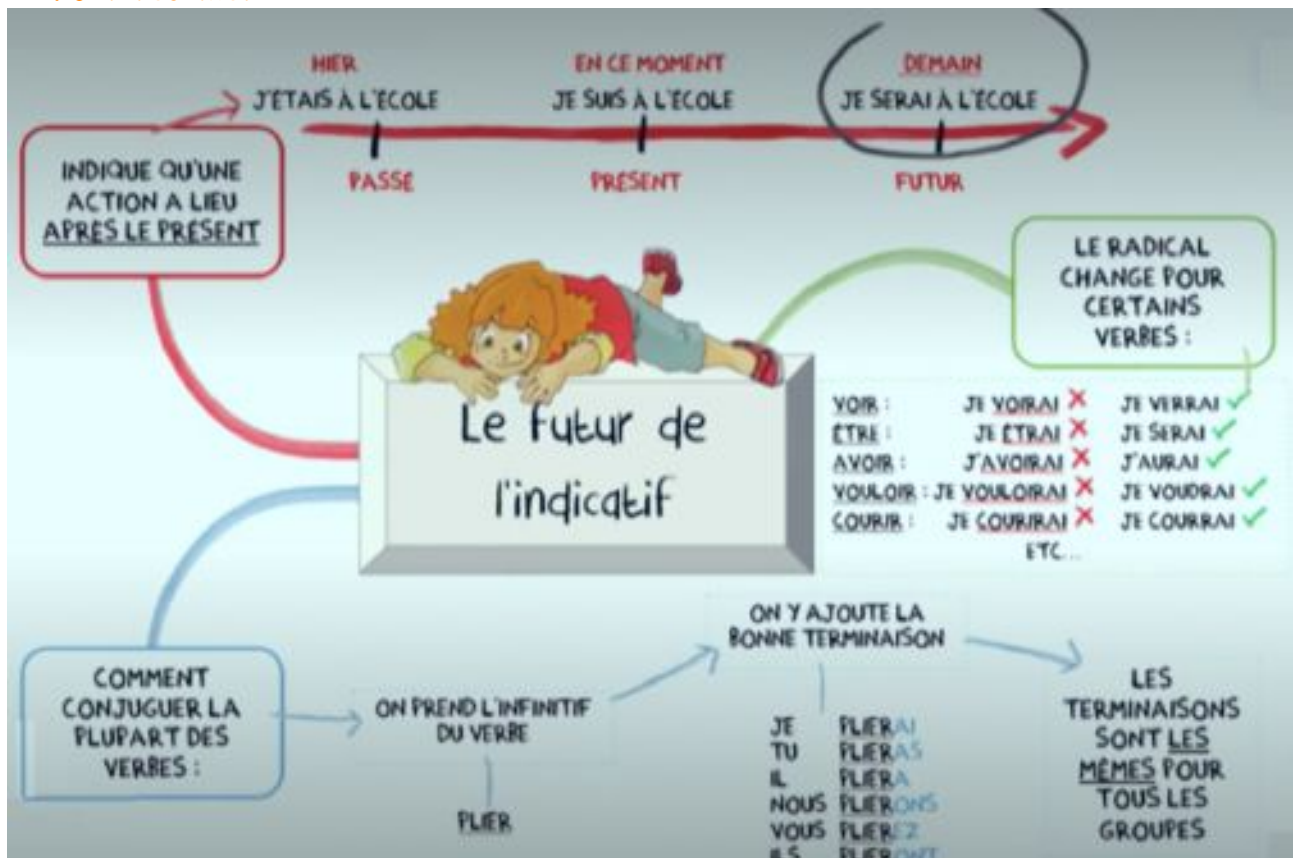 HIER
J'ÉTAIS À L'ÉCOLE
EN CE MOMENT
JE SUIS À L'ÉCOLE
DEMAIN
JE SERAI À L'ÉCOLE
PASSÉ
PRÉSENT
FUTUR
INDIQUE QU'UNE
ACTION A LIEU
APRÈS LE PRÉSENT
LE RADICAL
CHANGE POUR
CERTAINS
VERBES :
Le futur de
l'indicatif
VOIR : JE VOIRAI ✗ JE VERRAI ✓
ÊTRE : JE ÊTRAI ✗ JE SERAI ✓
AVOIR : J'AVOIRAI ✗ J'AURAI ✓
VOULOIR : JE VOULOIRAI ✗ JE VOUDRAI ✓
COURIR : JE COURIRAI ✗ JE COURRAI ✓
ETC...
COMMENT
CONJUGUER LA
PLUPART DES
VERBES :
ON PREND L'INFINITIF
DU VERBE
PLIER
ON Y AJOUTE LA
BONNE TERMINAISON
JE PLIERAI
TU PLIERAS
IL PLIERA
NOUS PLIERONS
VOUS PLIEREZ
ILS PLIERONT
LES
TERMINAISONS
SONT LES
MÊMES POUR
TOUS LES
GROUPES